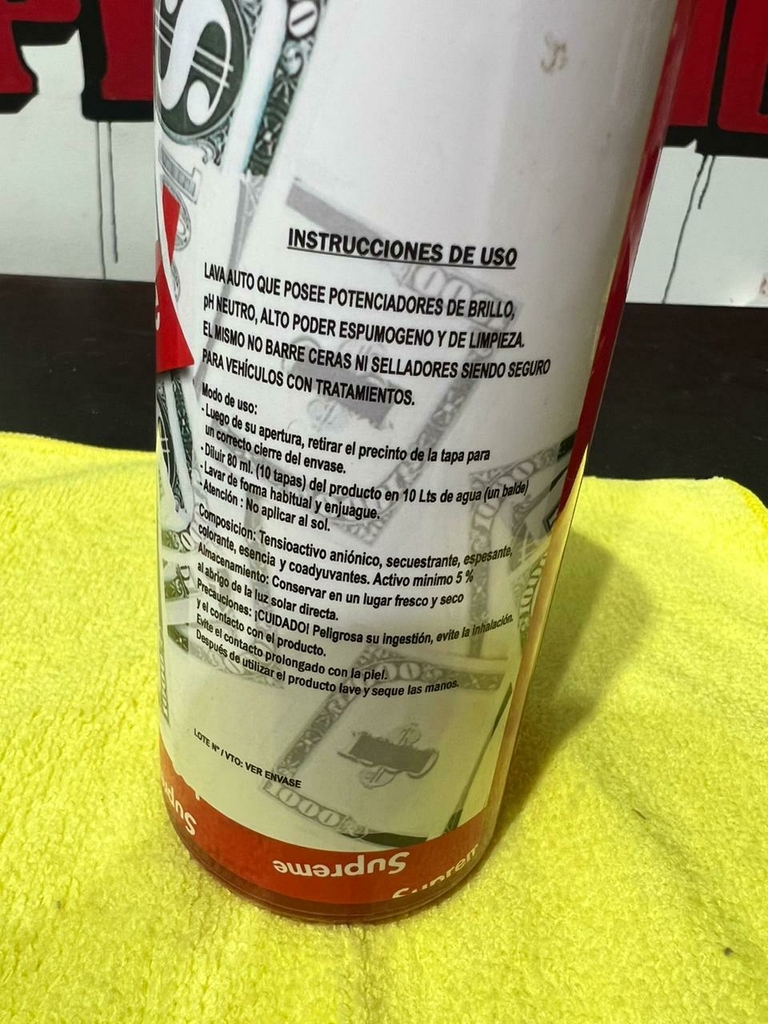 INSTRUCCIONES DE USO
LAVA AUTO QUE POSEE POTENCIADORES DE BRILLO,
pH NEUTRO, ALTO PODER ESPUMOGENO Y DE LIMPIEZA.
EL MISMO NO BARRE CERAS NI SELLADORES SIENDO SEGURO
PARA VEHÍCULOS CON TRATAMIENTOS.
Modo de uso:
- Luego de su apertura, retirar el precinto de la tapa para
un correcto cierre del envase.
- Diluir 80 ml. (10 tapas) del producto en 10 Lts de agua (un balde)
- Lavar de forma habitual y enjuague.
- Atención : No aplicar al sol.
Composicion: Tensioactivo aniónico, secuestrante, espesante,
colorante, esencia y coadyuvantes. Activo minimo 5 %
Almacenamiento: Conservar en un lugar fresco y seco
al abrigo de la luz solar directa.
Precauciones: ¡CUIDADO! Peligrosa su ingestión, evite la inhalación.
y el contacto con el producto.
Evite el contacto prolongado con la piel.
Después de utilizar el producto lave y seque las manos.
LOTE Nº / VTO: VER ENVASE
Supreme